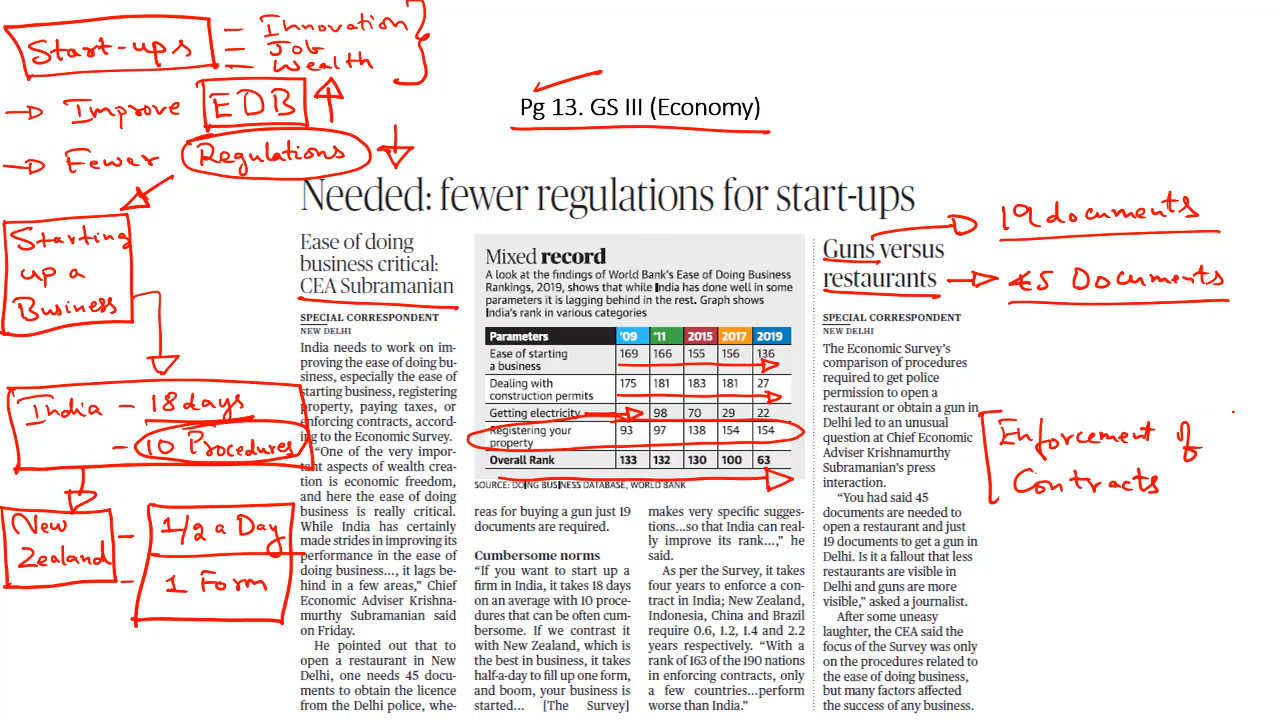 Start-ups = Innovation
= Job
= Wealth
→ Improve EDB ↑
→ Fewer Regulations ↓
Starting
up a
Business
India - 18 days
- 10 Procedures
New
Zealand
- 1/2 a Day
- 1 Form
Pg 13. GS III (Economy)
Needed: fewer regulations for start-ups
Ease of doing
business critical:
CEA Subramanian
SPECIAL CORRESPONDENT
NEW DELHI
India needs to work on im-
proving the ease of doing bu-
siness, especially the ease of
starting business, registering
property, paying taxes, or
enforcing contracts, accord-
ing to the Economic Survey.
"One of the very impor-
tant aspects of wealth crea-
tion is economic freedom,
and here the ease of doing
business is really critical.
While India has certainly
made strides in improving its
performance in the ease of
doing business..., it lags be-
hind in a few areas," Chief
Economic Adviser Krishna-
murthy Subramanian said
on Friday.
He pointed out that to
open a restaurant in New
Delhi, one needs 45 docu-
ments to obtain the licence
from the Delhi police, whe-
Mixed record
A look at the findings of World Bank's Ease of Doing Business
Rankings, 2019, shows that while India has done well in some
parameters it is lagging behind in the rest. Graph shows
India's rank in various categories
Parameters '09 '11 2015 2017 2019
Ease of starting
a business 169 166 155 156 136
Dealing with
construction permits 175 181 183 181 27
Getting electricity 98 70 29 22
Registering your
property 93 97 138 154 154
Overall Rank 133 132 130 100 63
SOURCE: DOING BUSINESS DATABASE, WORLD BANK
reas for buying a gun just 19
documents are required.
Cumbersome norms
"If you want to start up a
firm in India, it takes 18 days
on an average with 10 proce-
dures that can be often cum-
bersome. If we contrast it
with New Zealand, which is
the best in business, it takes
half-a-day to fill up one form,
and boom, your business is
started... [The Survey]
makes very specific sugges-
tions...so that India can real-
ly improve its rank...," he
said.
As per the Survey, it takes
four years to enforce a con-
tract in India; New Zealand,
Indonesia, China and Brazil
require 0.6, 1.2, 1.4 and 2.2
years respectively. "With a
rank of 163 of the 190 nations
in enforcing contracts, only
a few countries...perform
worse than India."
Guns versus
restaurants
SPECIAL CORRESPONDENT
NEW DELHI
The Economic Survey's
comparison of procedures
required to get police
permission to open a
restaurant or obtain a gun in
Delhi led to an unusual
question at Chief Economic
Adviser Krishnamurthy
Subramanian's press
interaction.
"You had said 45
documents are needed to
open a restaurant and just
19 documents to get a gun in
Delhi. Is it a fallout that less
restaurants are visible in
Delhi and guns are more
visible," asked a journalist.
After some uneasy
laughter, the CEA said the
focus of the Survey was only
on the procedures related to
the ease of doing business,
but many factors affected
the success of any business.
19 documents
45 Documents
Enforcement of
Contracts